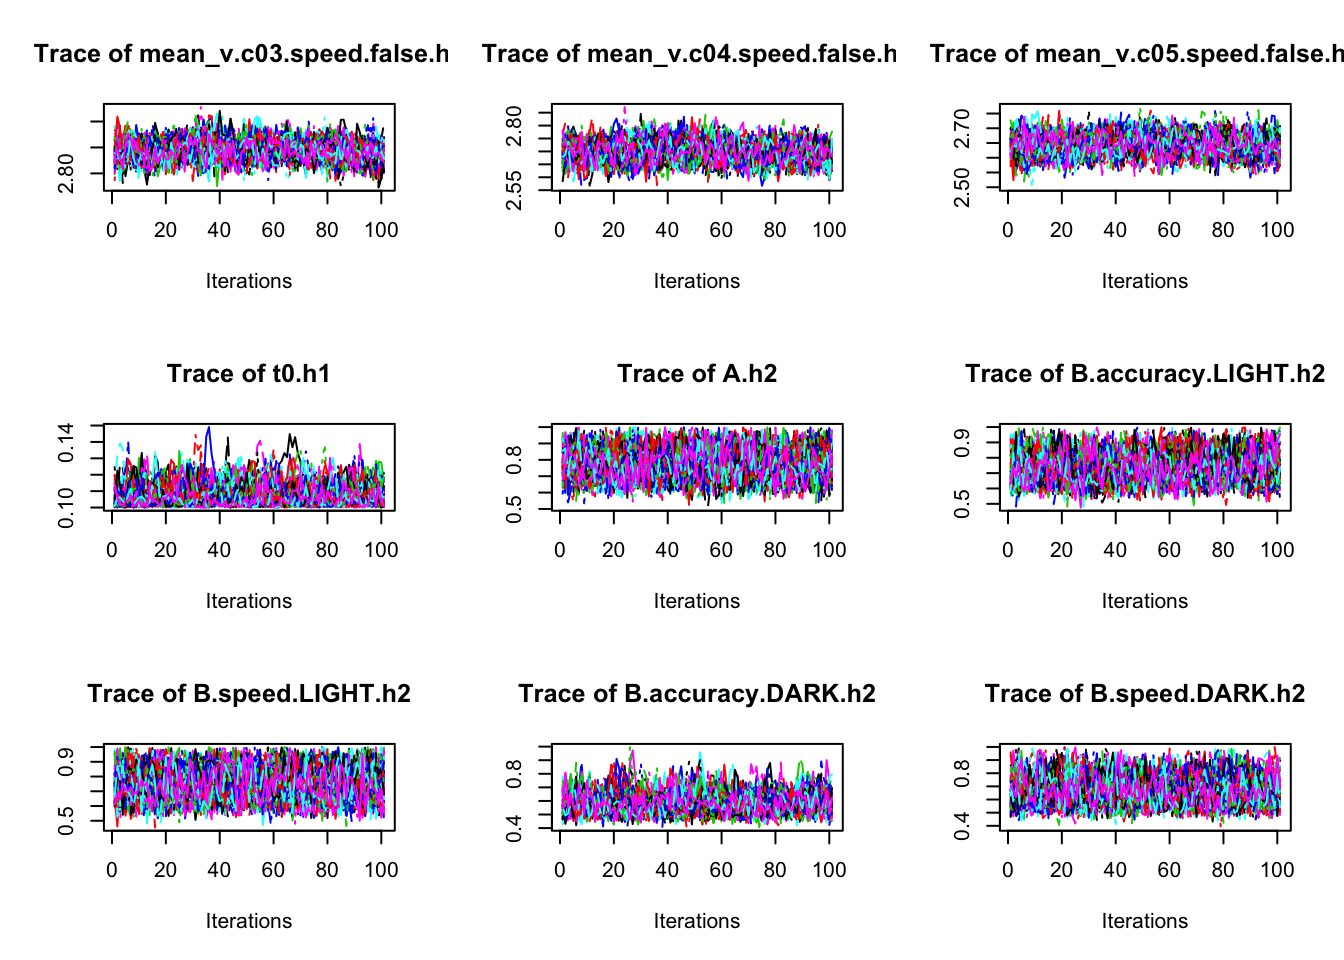 Trace of mean_v.c03.speed.false.h
Trace of mean_v.c04.speed.false.h
Trace of mean_v.c05.speed.false.h
2.80
0 20 40 60 80 100
Iterations
2.80
2.55
0 20 40 60 80 100
Iterations
2.70
2.50
0 20 40 60 80 100
Iterations
Trace of t0.h1
0.14
0.10
0 20 40 60 80 100
Iterations
Trace of A.h2
0.8
0.5
0 20 40 60 80 100
Iterations
Trace of B.accuracy.LIGHT.h2
0.9
0.5
0 20 40 60 80 100
Iterations
Trace of B.speed.LIGHT.h2
0.9
0.5
0 20 40 60 80 100
Iterations
Trace of B.accuracy.DARK.h2
0.8
0.4
0 20 40 60 80 100
Iterations
Trace of B.speed.DARK.h2
0.8
0.4
0 20 40 60 80 100
Iterations